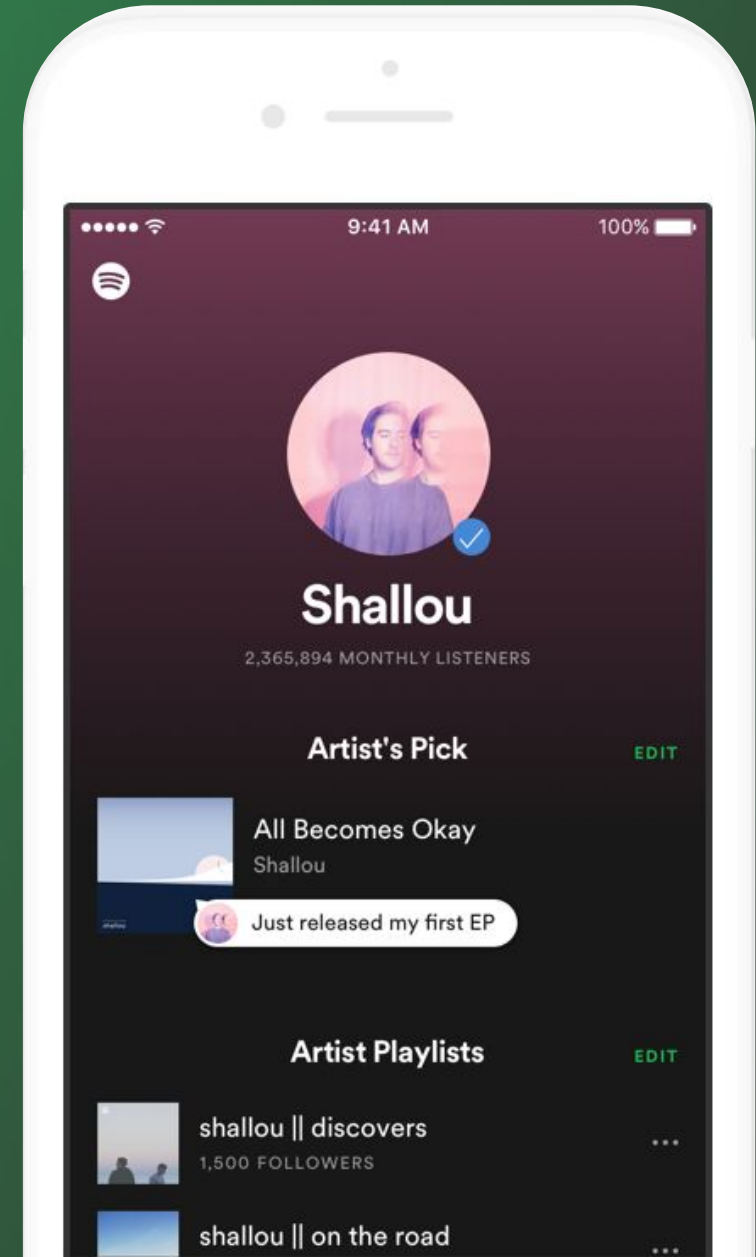 9:41 AM
100%
Shallou
2,365,894 MONTHLY LISTENERS
Artist's Pick
EDIT
All Becomes Okay
Shallou
Just released my first EP
Artist Playlists
EDIT
shallou || discovers
1,500 FOLLOWERS
shallou || on the road